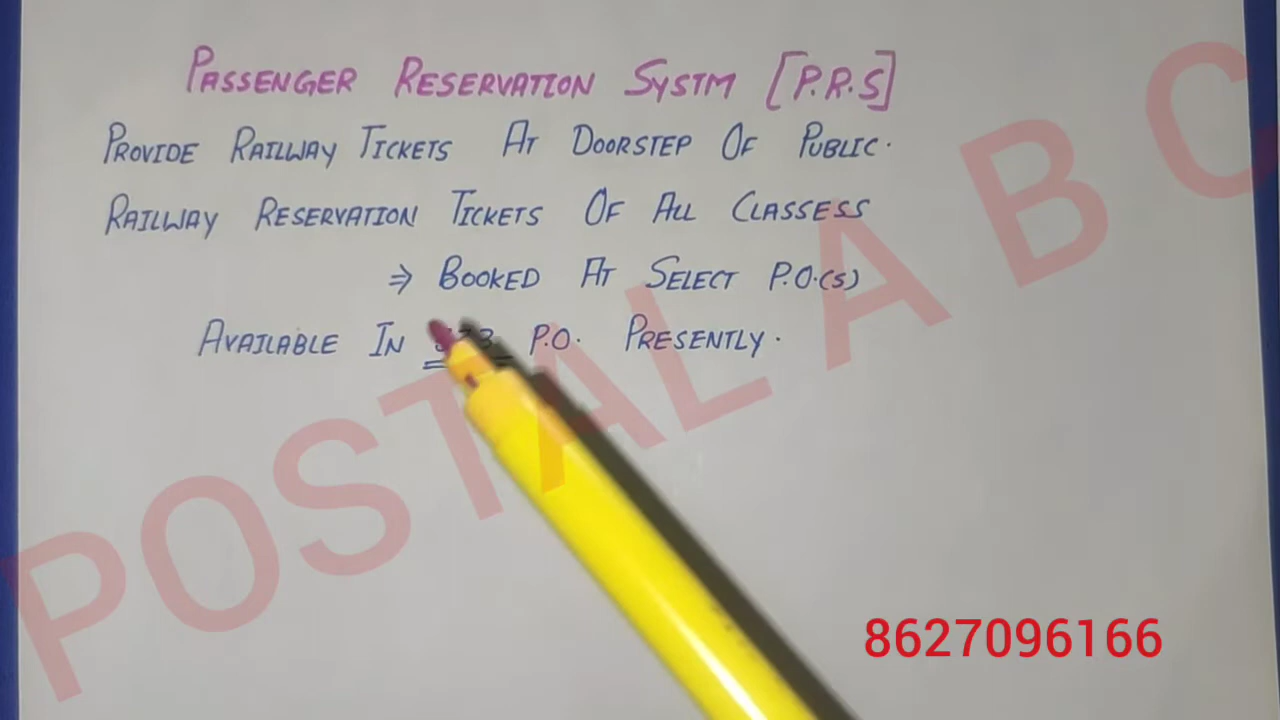 PASSENGER RESERVATION SYSTM [P.R.S]
PROVIDE RAILWAY TICKETS AT DOORSTEP OF PUBLIC.
RAILWAY RESERVATION TICKETS OF ALL CLASSESS
⇒ BOOKED AT SELECT P.O.(S)
AVAILABLE IN P.O. PRESENTLY.
POSTAL ABC
8627096166